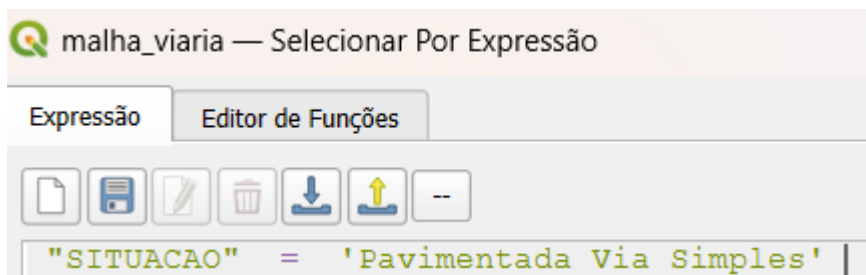 malha_viaria — Selecionar Por Expressão
Expressão Editor de Funções
--
"SITUACAO" = 'Pavimentada Via Simples'